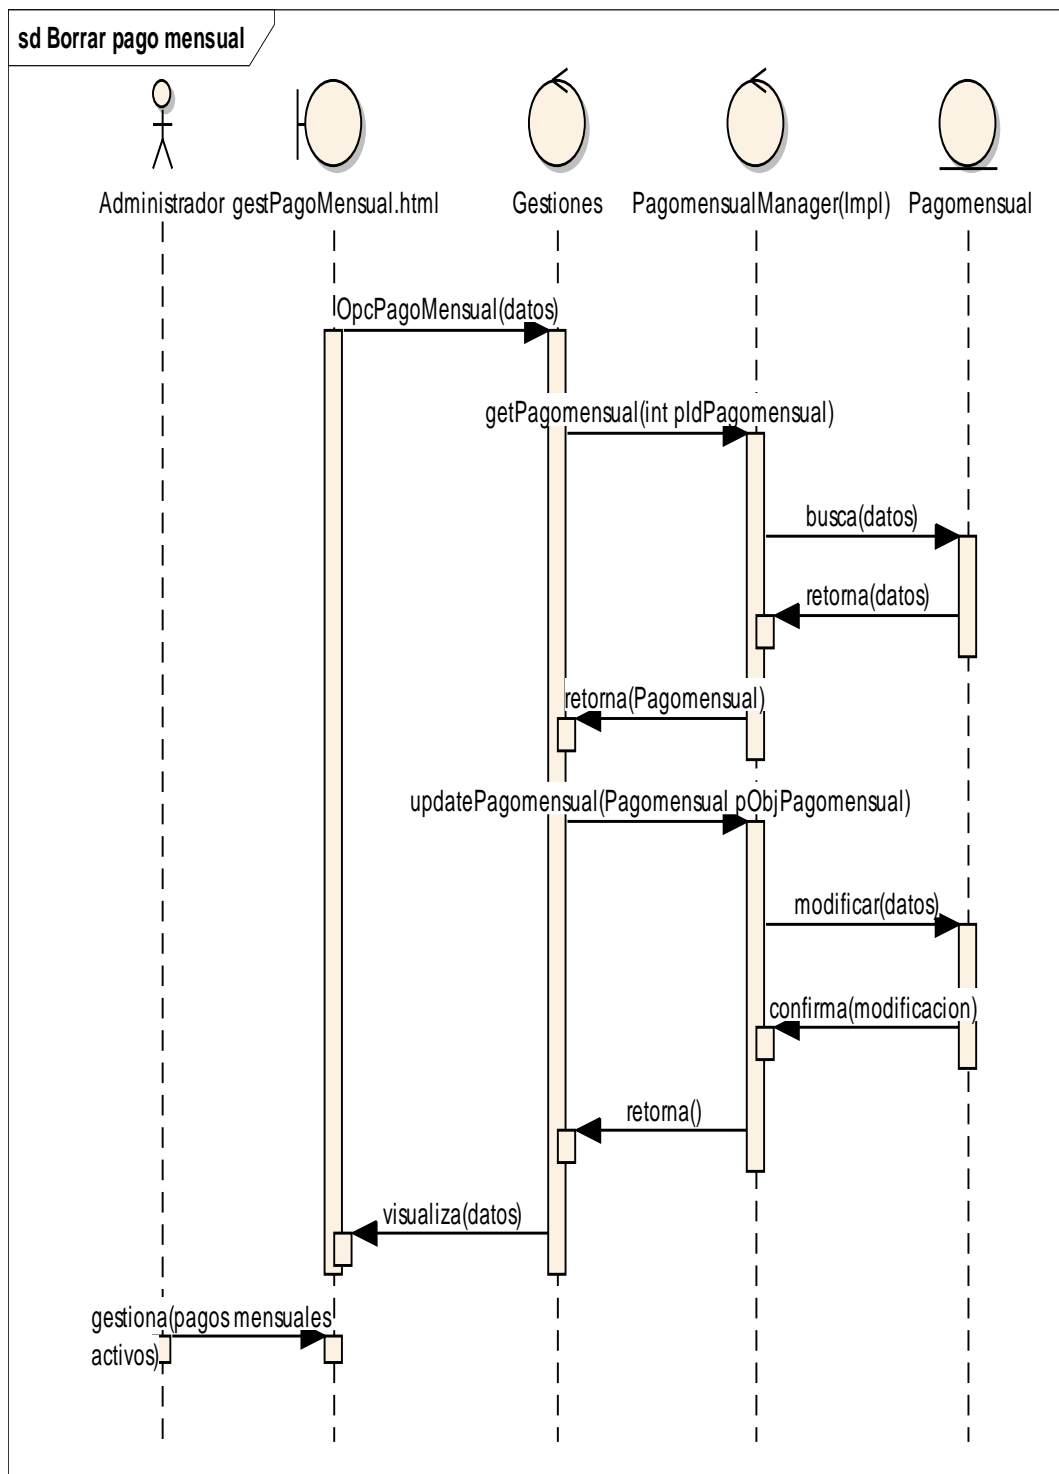 sd Borrar pago mensual
Administrador
gestPagoMensual.html
Gestiones
PagomensualManager(Impl)
Pagomensual
OpcPagoMensual(datos)
getPagomensual(int pIdPagomensual)
busca(datos)
retorna(datos)
retorna(Pagomensual)
updatePagomensual(Pagomensual pObjPagomensual)
modificar(datos)
confirma(modificacion)
retorna()
visualiza(datos)
gestiona(pagos mensuales
activos)